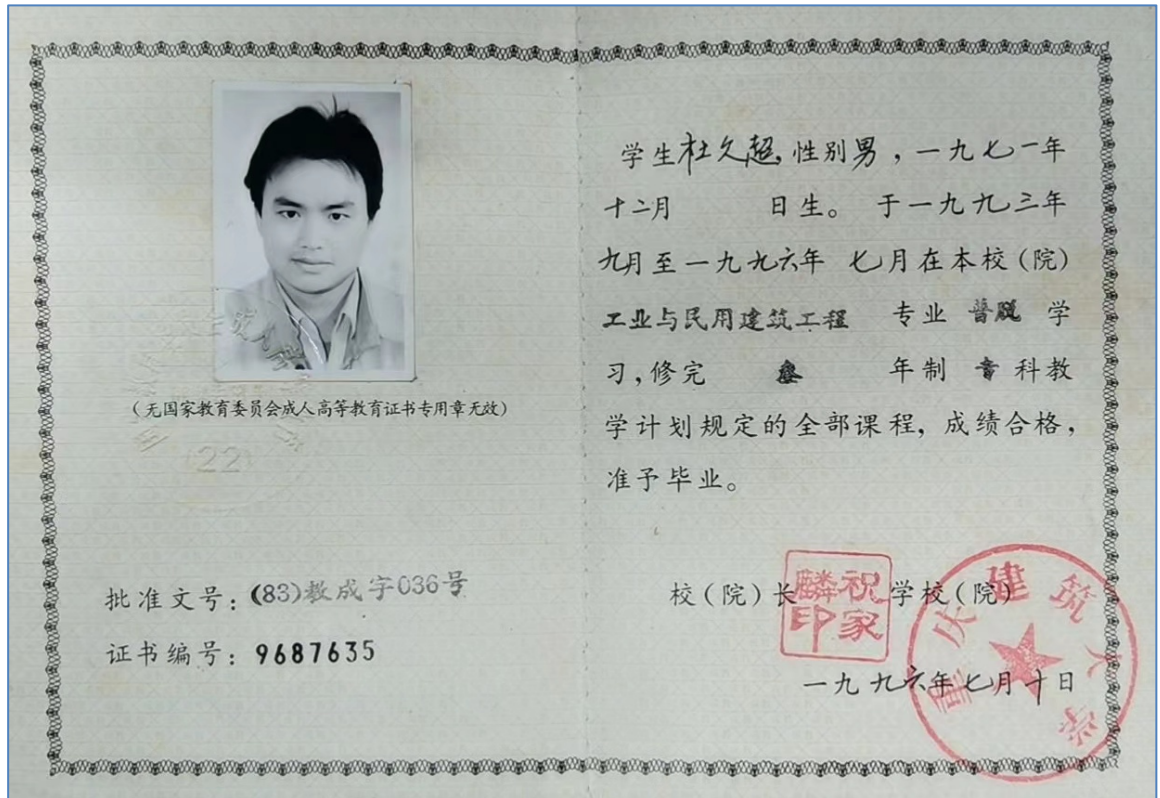 （无国家教育委员会成人高等教育证书专用章无效）
(22)
批准文号：(83)教成字036号
证书编号：9687635
学生杜久超，性别男，一九七一年
十二月 日生。于一九九三年
九月至一九九六年 七月在本校（院）
工业与民用建筑工程 专业 普脱 学
习，修完 叁 年制 专 科教
学计划规定的全部课程，成绩合格，
准予毕业。
校（院）长 学校（院）
祝家麟印
重庆建筑大学
一九九六年七月十日